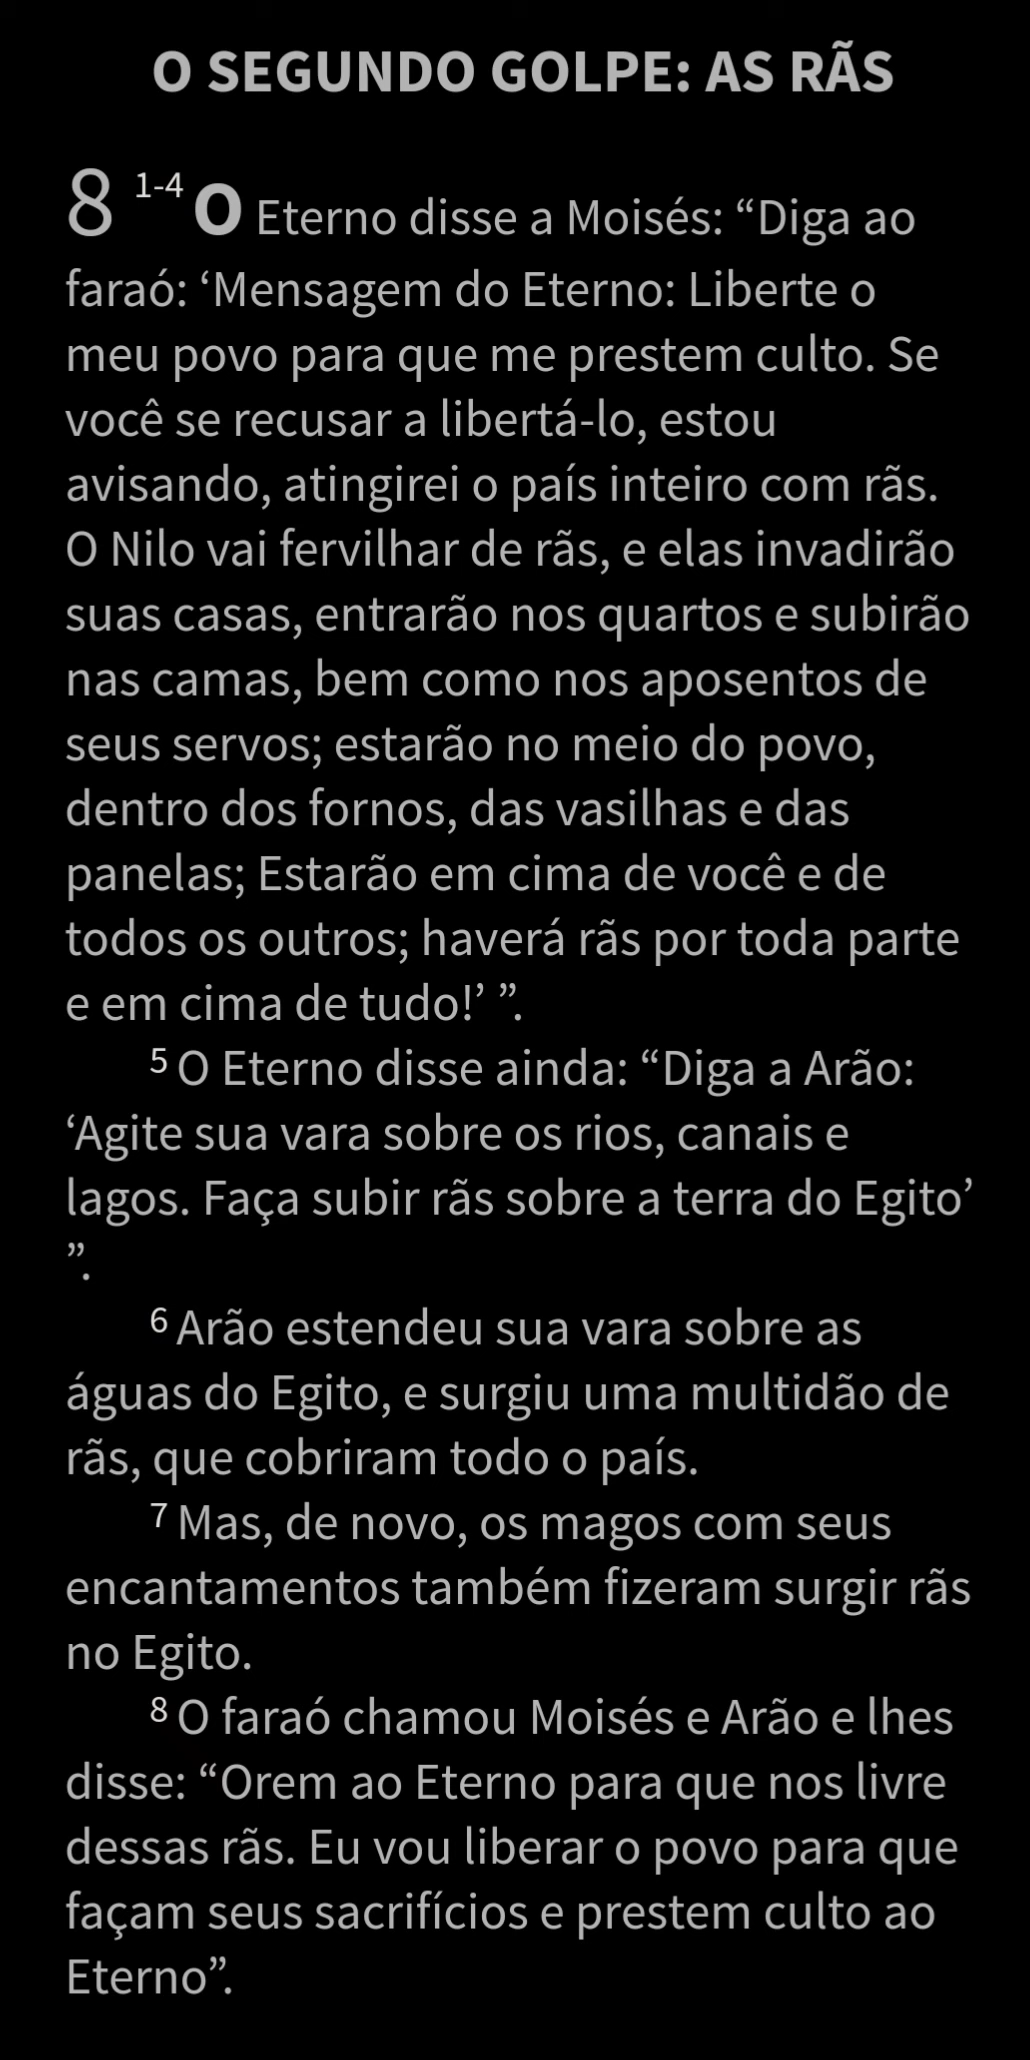 O SEGUNDO GOLPE: AS RÃS
8 1-4 O Eterno disse a Moisés: “Diga ao
faraó: ‘Mensagem do Eterno: Liberte o
meu povo para que me prestem culto. Se
você se recusar a libertá-lo, estou
avisando, atingirei o país inteiro com rãs.
O Nilo vai fervilhar de rãs, e elas invadirão
suas casas, entrarão nos quartos e subirão
nas camas, bem como nos aposentos de
seus servos; estarão no meio do povo,
dentro dos fornos, das vasilhas e das
panelas; Estarão em cima de você e de
todos os outros; haverá rãs por toda parte
e em cima de tudo!’ ”.
5 O Eterno disse ainda: “Diga a Arão:
‘Agite sua vara sobre os rios, canais e
lagos. Faça subir rãs sobre a terra do Egito’
”.
6 Arão estendeu sua vara sobre as
águas do Egito, e surgiu uma multidão de
rãs, que cobriram todo o país.
7 Mas, de novo, os magos com seus
encantamentos também fizeram surgir rãs
no Egito.
8 O faraó chamou Moisés e Arão e lhes
disse: “Orem ao Eterno para que nos livre
dessas rãs. Eu vou liberar o povo para que
façam seus sacrifícios e prestem culto ao
Eterno”.